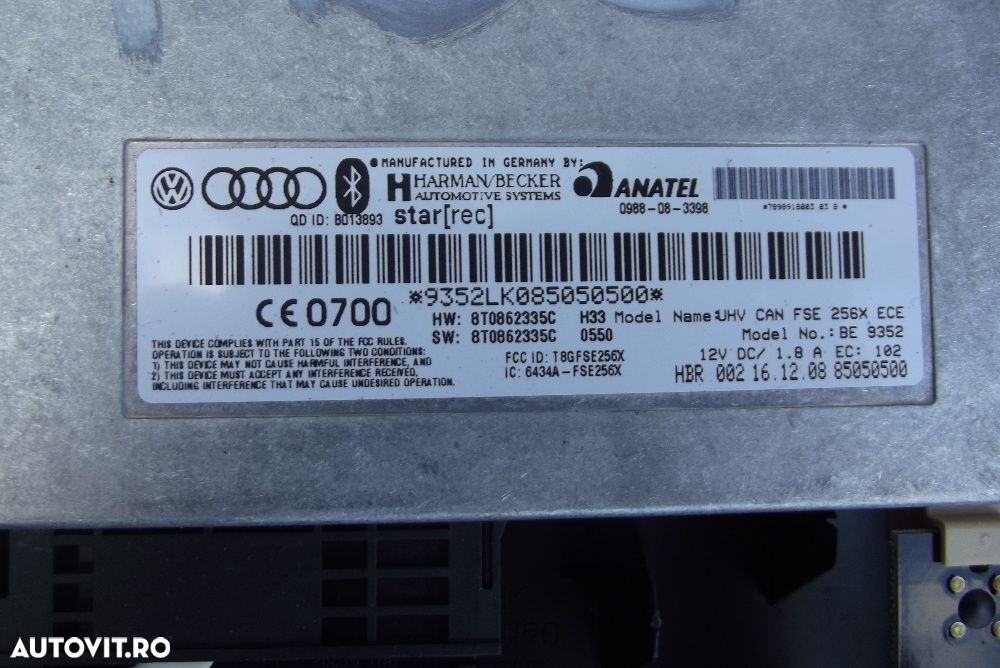 MANUFACTURED IN GERMANY BY:
HARMAN/BECKER
AUTOMOTIVE SYSTEMS
ANATEL
0988-08-3398
QD ID: B013893
star[rec]
*9352LK085050500*
CE 0700
HW: 8T0862335C H33
SW: 8T0862335C 0550
Model Name:UHV CAN FSE 256X ECE
Model No.: BE 9352
THIS DEVICE COMPLIES WITH PART 15 OF THE FCC RULES.
OPERATION IS SUBJECT TO THE FOLLOWING TWO CONDITIONS:
1) THIS DEVICE MAY NOT CAUSE HARMFUL INTERFERENCE, AND
2) THIS DEVICE MUST ACCEPT ANY INTERFERENCE RECEIVED,
INCLUDING INTERFERENCE THAT MAY CAUSE UNDESIRED OPERATION.
FCC ID: T8GFSE256X
IC: 6434A-FSE256X
12V DC/ 1.8 A EC: 102
HBR 002 16.12.08 85050500
AUTOVIT.RO